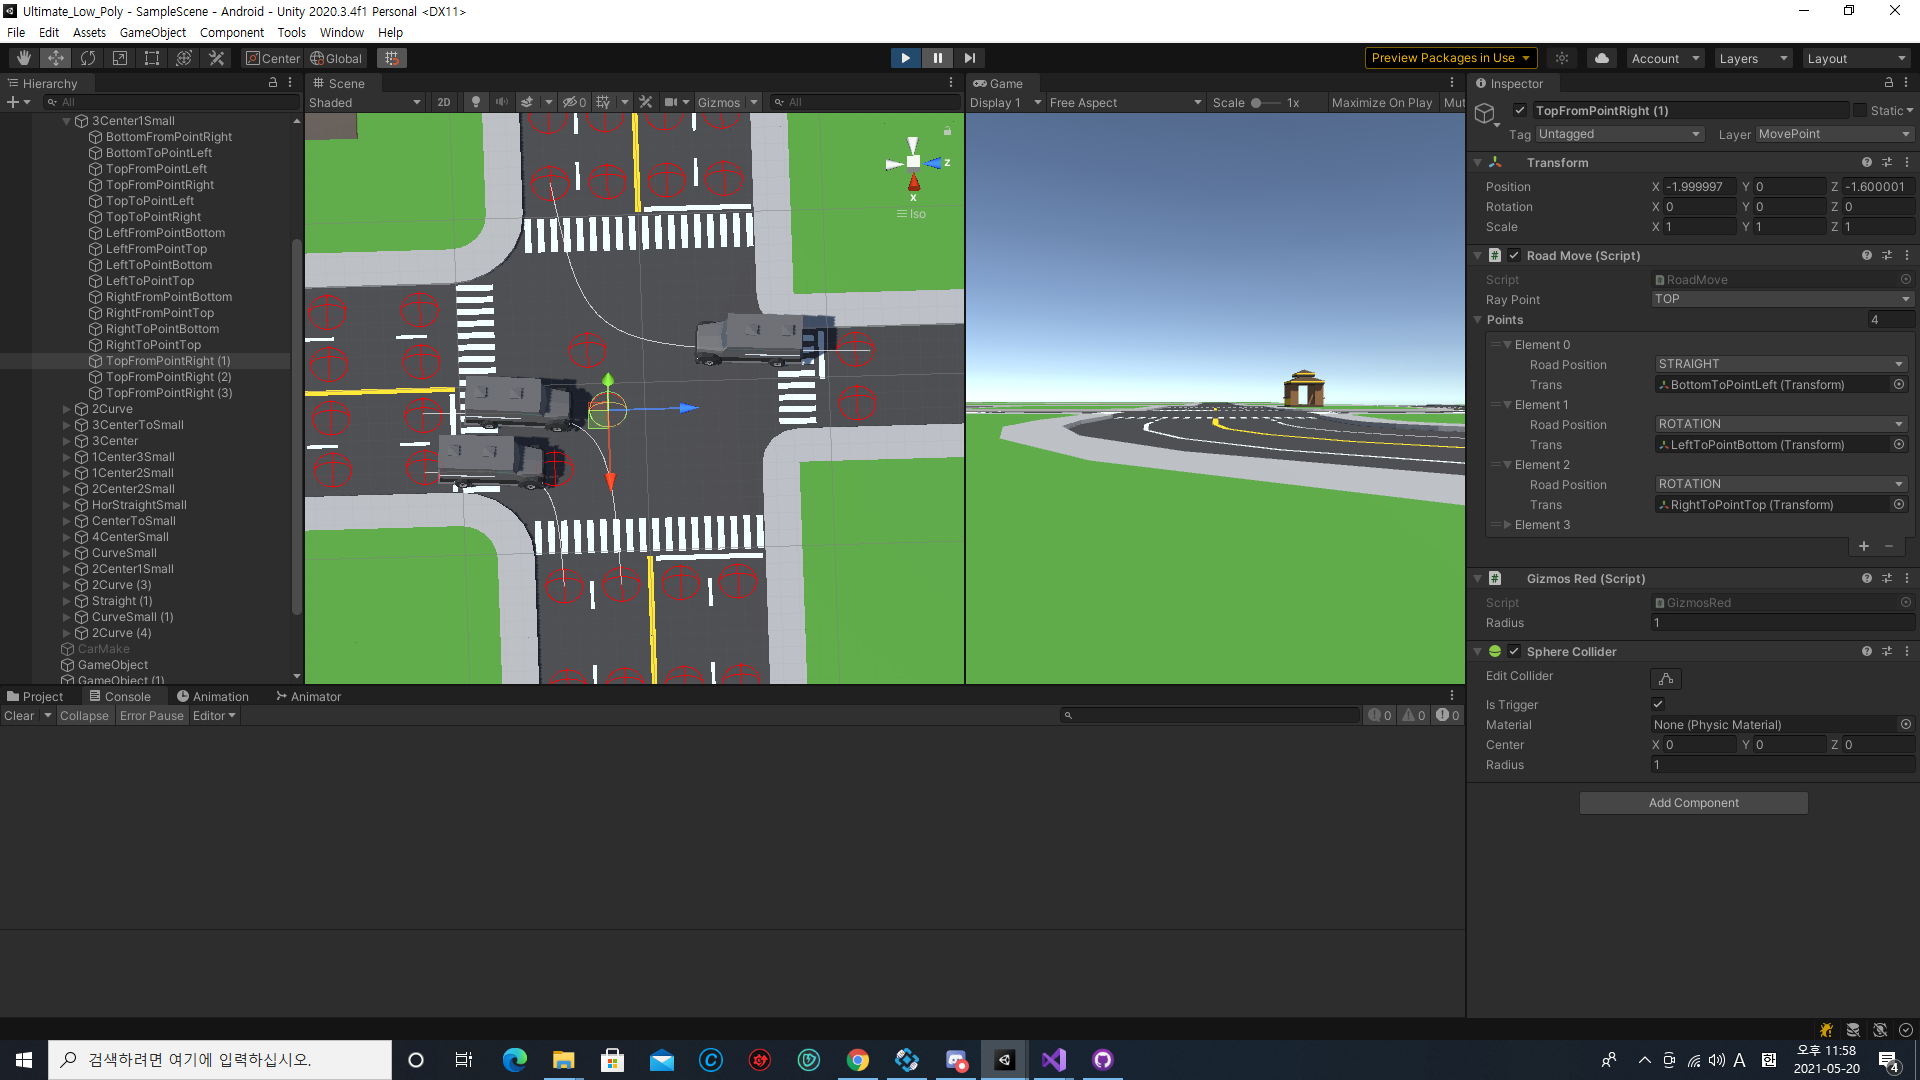 Ultimate_Low_Poly - SampleScene - Android - Unity 2020.3.4f1 Personal <DX11>
File Edit Assets GameObject Component Tools Window Help
Center Global Preview Packages in Use Account Layers Layout
Hierarchy
All
3Center1Small
BottomFromPointRight
BottomToPointLeft
TopFromPointLeft
TopFromPointRight
TopToPointLeft
TopToPointRight
LeftFromPointBottom
LeftFromPointTop
LeftToPointBottom
LeftToPointTop
RightFromPointBottom
RightFromPointTop
RightToPointBottom
RightToPointTop
TopFromPointRight (1)
TopFromPointRight (2)
TopFromPointRight (3)
2Curve
3CenterToSmall
3Center
1Center3Small
1Center2Small
2Center2Small
HorStraightSmall
CenterToSmall
4CenterSmall
CurveSmall
2Center1Small
2Curve (3)
Straight (1)
CurveSmall (1)
2Curve (4)
CarMake
GameObject
GameObject (1)
Scene
Shaded 2D 0 Gizmos All
z
x
Iso
Game
Display 1 Free Aspect Scale 1x Maximize On Play Mut
Inspector
TopFromPointRight (1) Static
Tag Untagged Layer MovePoint
Transform
Position X -1.999997 Y 0 Z -1.600001
Rotation X 0 Y 0 Z 0
Scale X 1 Y 1 Z 1
Road Move (Script)
Script RoadMove
Ray Point TOP
Points 4
Element 0
Road Position STRAIGHT
Trans BottomToPointLeft (Transform)
Element 1
Road Position ROTATION
Trans LeftToPointBottom (Transform)
Element 2
Road Position ROTATION
Trans RightToPointTop (Transform)
Element 3
+ −
Gizmos Red (Script)
Script GizmosRed
Radius 1
Sphere Collider
Edit Collider
Is Trigger
Material None (Physic Material)
Center X 0 Y 0 Z 0
Radius 1
Add Component
Project Console Animation Animator
Clear Collapse Error Pause Editor 0 0 0
검색하려면 여기에 입력하십시오.
A
오후 11:58
2021-05-20
4